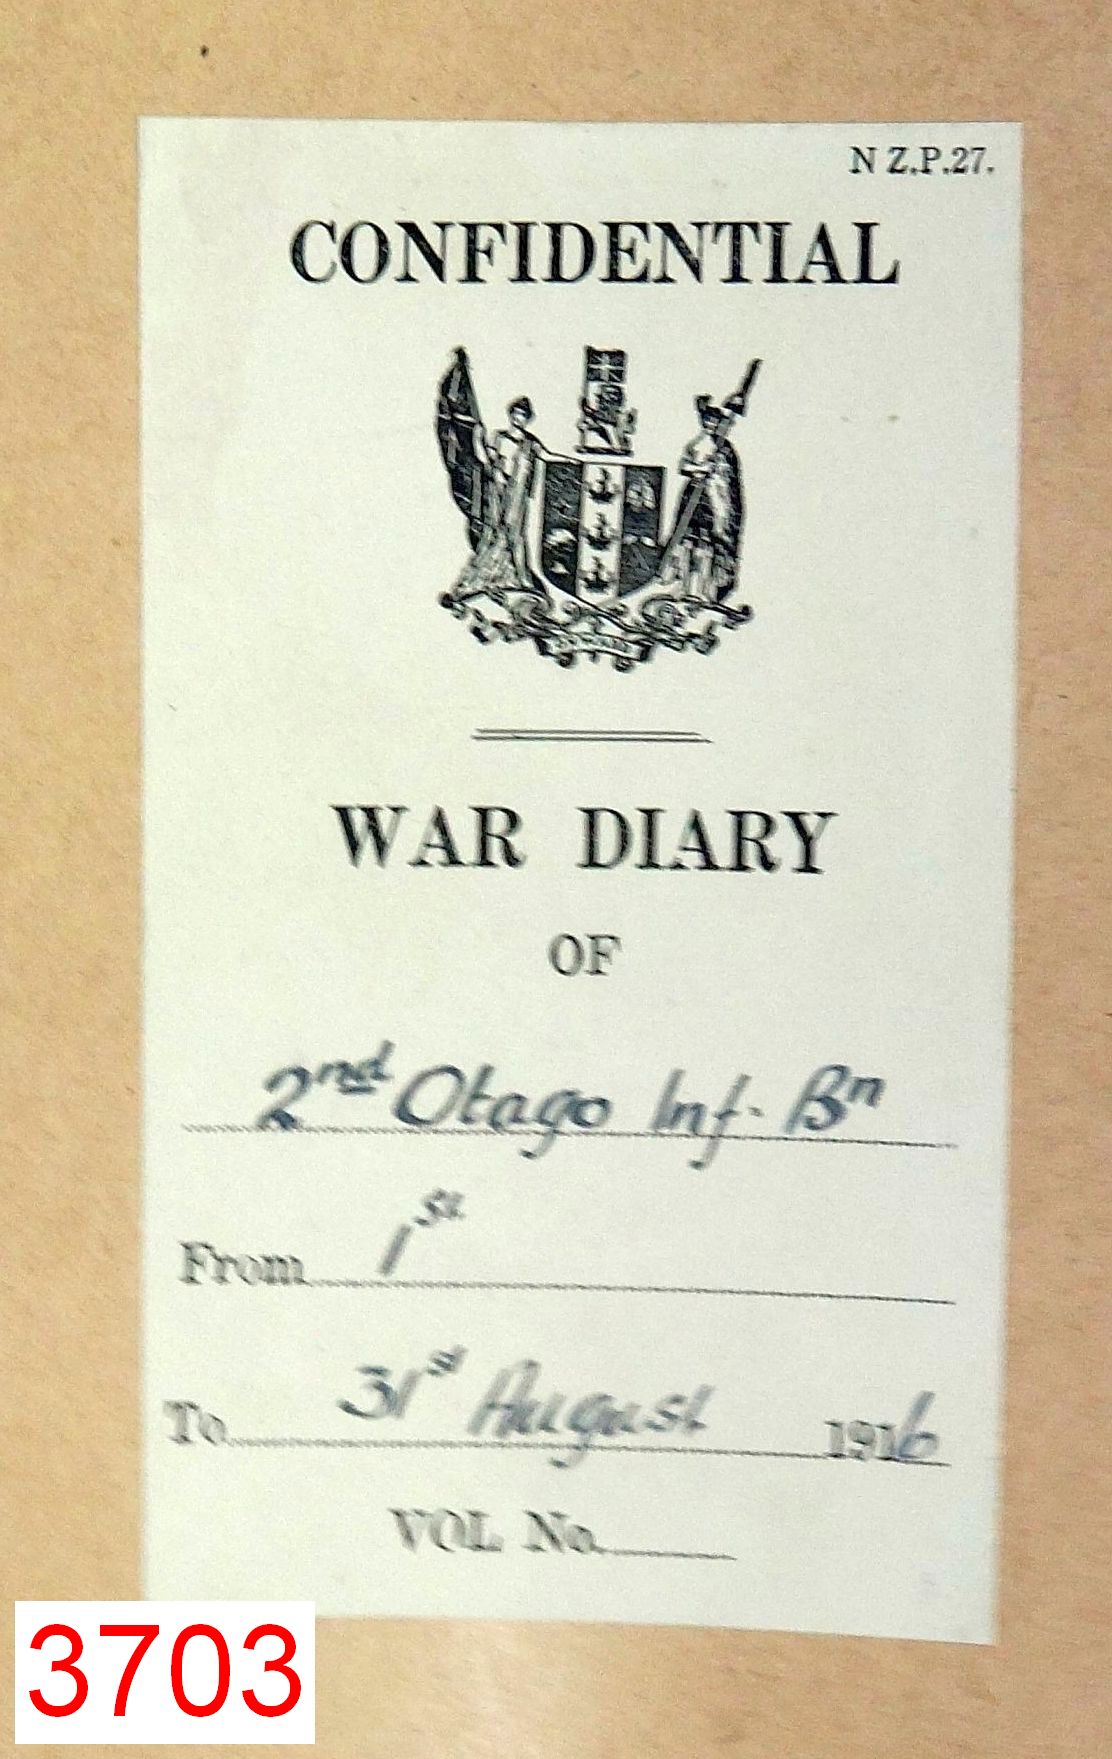 N Z.P.27.
CONFIDENTIAL
WAR DIARY
OF
2nd Otago Inf. Bn
From 1st
To 31st August 1916
VOL No.
3703